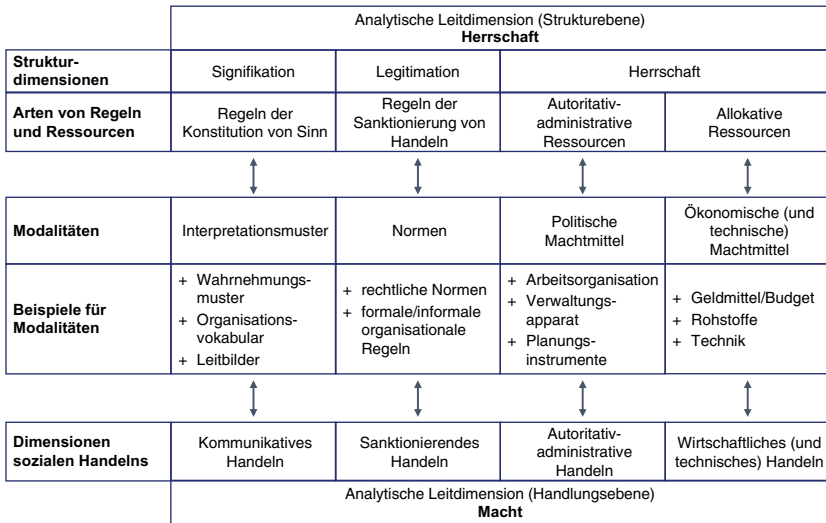 Analytische Leitdimension (Strukturebene)
Herrschaft
Struktur-
dimensionen
Signifikation
Legitimation
Herrschaft
Arten von Regeln
und Ressourcen
Regeln der
Konstitution von Sinn
Regeln der
Sanktionierung von
Handeln
Autoritativ-
administrative
Ressourcen
Allokative
Ressourcen
Modalitäten
Interpretationsmuster
Normen
Politische
Machtmittel
Ökonomische (und
technische)
Machtmittel
Beispiele für
Modalitäten
+ Wahrnehmungs-
muster
+ Organisations-
vokabular
+ Leitbilder
+ rechtliche Normen
+ formale/informale
organisationale
Regeln
+ Arbeitsorganisation
+ Verwaltungs-
apparat
+ Planungs-
instrumente
+ Geldmittel/Budget
+ Rohstoffe
+ Technik
Dimensionen
sozialen Handelns
Kommunikatives
Handeln
Sanktionierendes
Handeln
Autoritativ-
administrative
Handeln
Wirtschaftliches (und
technisches) Handeln
Analytische Leitdimension (Handlungsebene)
Macht